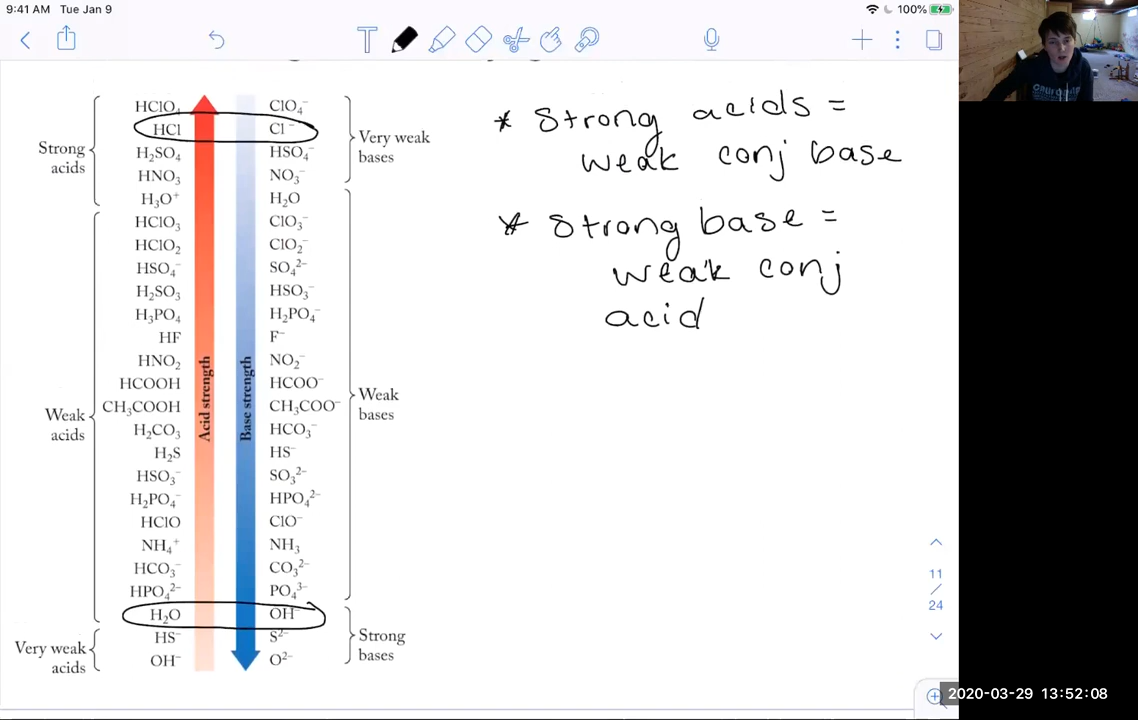 9:41 AM Tue Jan 9
100%
T
Strong
acids
HClO₄ ClO₄⁻
HCl Cl⁻
H₂SO₄ HSO₄⁻
HNO₃ NO₃⁻
H₃O⁺ H₂O
Very weak
bases
Weak
acids
HClO₃ ClO₃⁻
HClO₂ ClO₂⁻
HSO₄⁻ SO₄²⁻
H₂SO₃ HSO₃⁻
H₃PO₄ H₂PO₄⁻
HF F⁻
HNO₂ NO₂⁻
HCOOH HCOO⁻
CH₃COOH CH₃COO⁻
H₂CO₃ HCO₃⁻
H₂S HS⁻
HSO₃⁻ SO₃²⁻
H₂PO₄⁻ HPO₄²⁻
HClO ClO⁻
NH₄⁺ NH₃
HCO₃⁻ CO₃²⁻
HPO₄²⁻ PO₄³⁻
H₂O OH⁻
Weak
bases
Very weak
acids
HS⁻ S²⁻
OH⁻ O²⁻
Strong
bases
Acid strength
Base strength
* Strong acids =
weak conj base
* Strong base =
weak conj
acid
11
/
24
2020-03-29 13:52:08